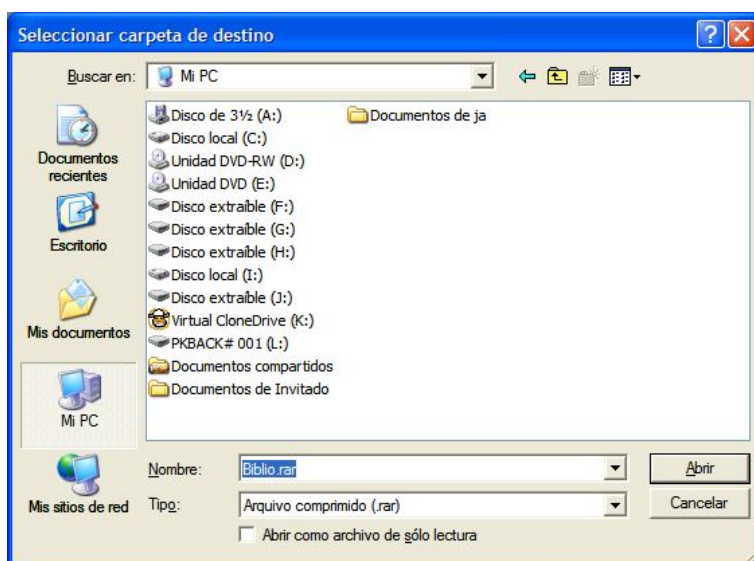 Seleccionar carpeta de destino
Buscar en: Mi PC
Disco de 3½ (A:)
Disco local (C:)
Unidad DVD-RW (D:)
Unidad DVD (E:)
Disco extraíble (F:)
Disco extraíble (G:)
Disco extraíble (H:)
Disco local (I:)
Disco extraíble (J:)
Virtual CloneDrive (K:)
PKBACK# 001 (L:)
Documentos compartidos
Documentos de Invitado
Documentos de ja
Documentos
recientes
Escritorio
Mis documentos
Mi PC
Mis sitios de red
Nombre: Biblio.rar Abrir
Tipo: Arquivo comprimido (.rar) Cancelar
Abrir como archivo de sólo lectura